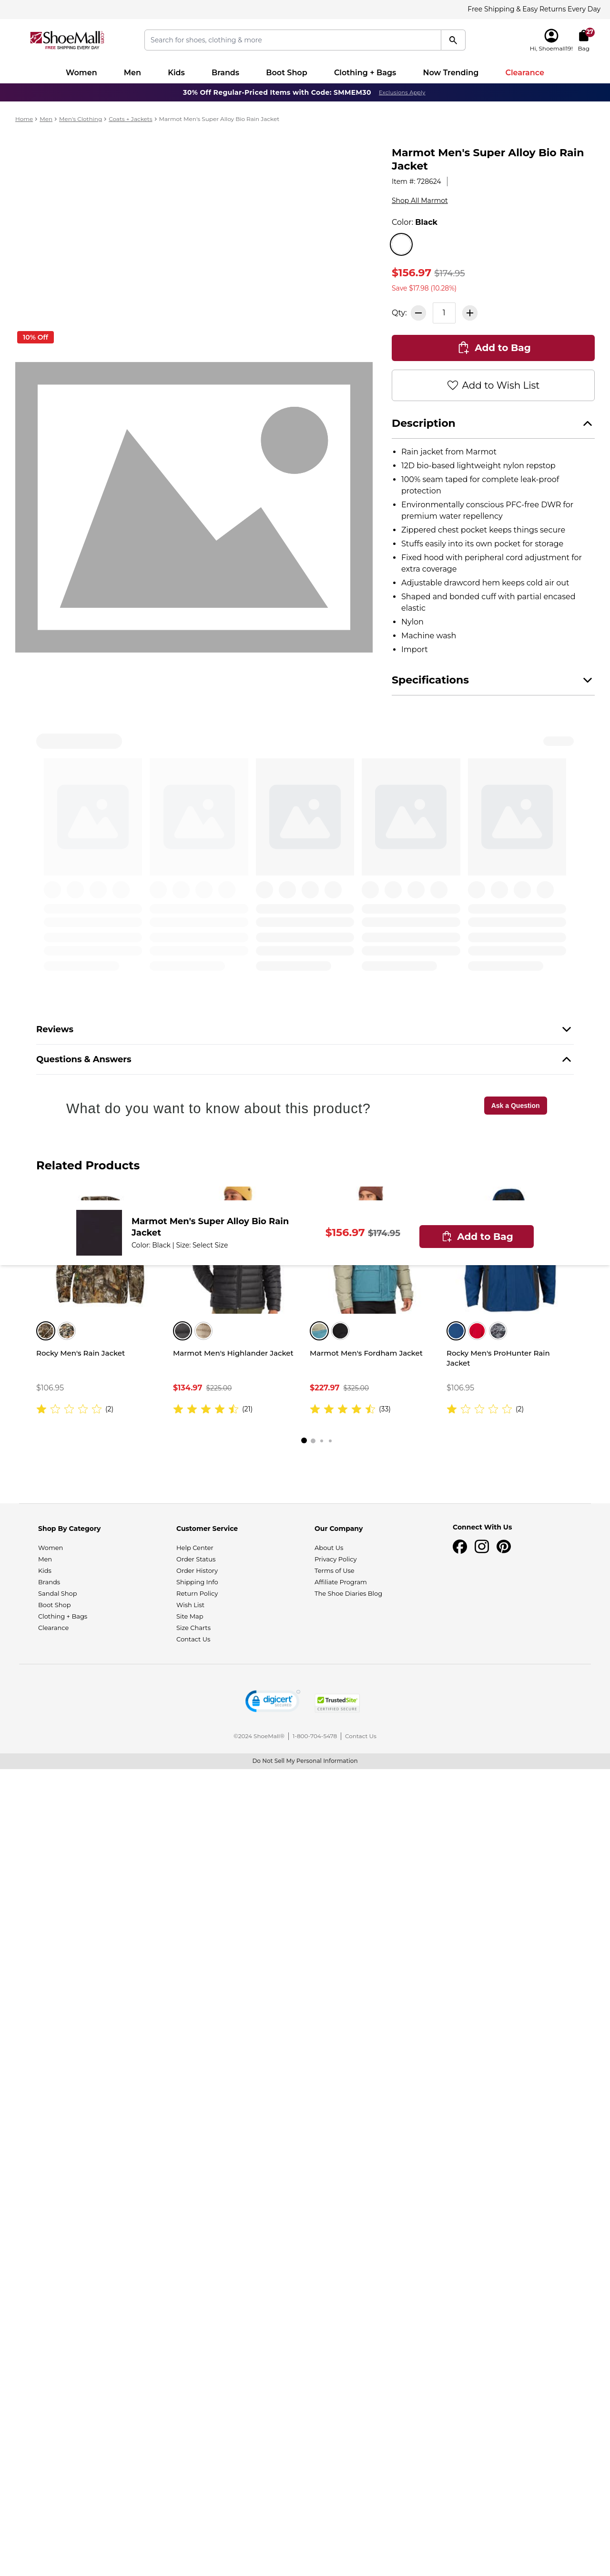 Free Shipping & Easy Returns Every Day
ShoeMall.com
FREE SHIPPING EVERY DAY
Search for shoes, clothing & more
Hi, Shoemall19!
27
Bag
Women Men Kids Brands Boot Shop Clothing + Bags Now Trending Clearance
30% Off Regular-Priced Items with Code: SMMEM30 Exclusions Apply
Home > Men > Men's Clothing > Coats + Jackets > Marmot Men's Super Alloy Bio Rain Jacket
10% Off
Marmot Men's Super Alloy Bio Rain
Jacket
Item #: 728624
Shop All Marmot
Color: Black
$156.97 $174.95
Save $17.98 (10.28%)
Qty: 1
Add to Bag
Add to Wish List
Description
• Rain jacket from Marmot
• 12D bio-based lightweight nylon repstop
• 100% seam taped for complete leak-proof
protection
• Environmentally conscious PFC-free DWR for
premium water repellency
• Zippered chest pocket keeps things secure
• Stuffs easily into its own pocket for storage
• Fixed hood with peripheral cord adjustment for
extra coverage
• Adjustable drawcord hem keeps cold air out
• Shaped and bonded cuff with partial encased
elastic
• Nylon
• Machine wash
• Import
Specifications
Reviews
Questions & Answers
What do you want to know about this product?
Ask a Question
Related Products
Marmot Men's Super Alloy Bio Rain
Jacket
Color: Black | Size: Select Size
$156.97 $174.95
Add to Bag
Rocky Men's Rain Jacket
$106.95
(2)
Marmot Men's Highlander Jacket
$134.97 $225.00
(21)
Marmot Men's Fordham Jacket
$227.97 $325.00
(33)
Rocky Men's ProHunter Rain
Jacket
$106.95
(2)
Shop By Category
Women
Men
Kids
Brands
Sandal Shop
Boot Shop
Clothing + Bags
Clearance
Customer Service
Help Center
Order Status
Order History
Shipping Info
Return Policy
Wish List
Site Map
Size Charts
Contact Us
Our Company
About Us
Privacy Policy
Terms of Use
Affiliate Program
The Shoe Diaries Blog
Connect With Us
digicert
SECURED
TrustedSite
CERTIFIED SECURE
©2024 ShoeMall® | 1-800-704-5478 | Contact Us
Do Not Sell My Personal Information